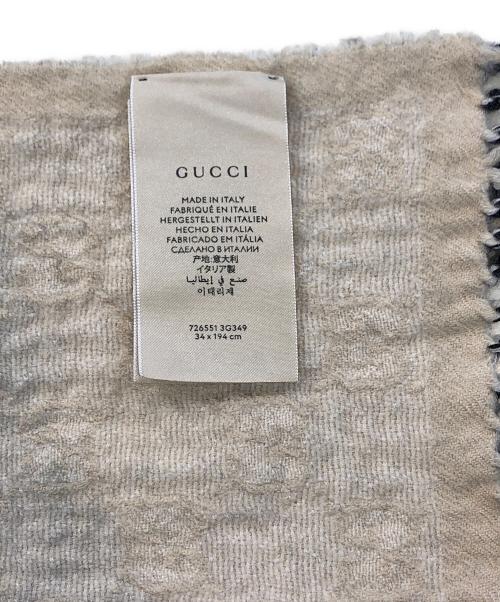 GUCCI
MADE IN ITALY
FABRIQUÉ EN ITALIE
HERGESTELLT IN ITALIEN
HECHO EN ITALIA
FABRICADO EM ITÁLIA
СДЕЛАНО В ИТАЛИИ
产地:意大利
イタリア製
صنع في إيطاليا
이태리제
726551 3G349
34 x 194 cm